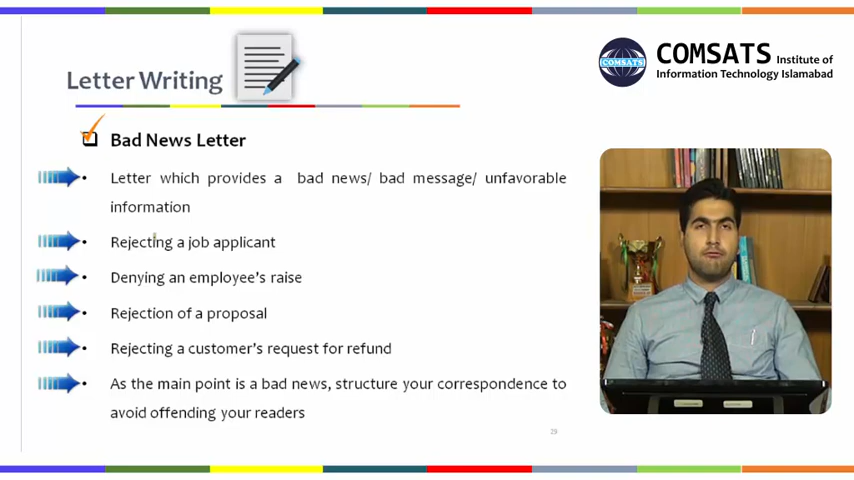 COMSATS Institute of
Information Technology Islamabad
COMSATS
Letter Writing
Bad News Letter
• Letter which provides a bad news/ bad message/ unfavorable
information
• Rejecting a job applicant
• Denying an employee's raise
• Rejection of a proposal
• Rejecting a customer's request for refund
• As the main point is a bad news, structure your correspondence to
avoid offending your readers
29